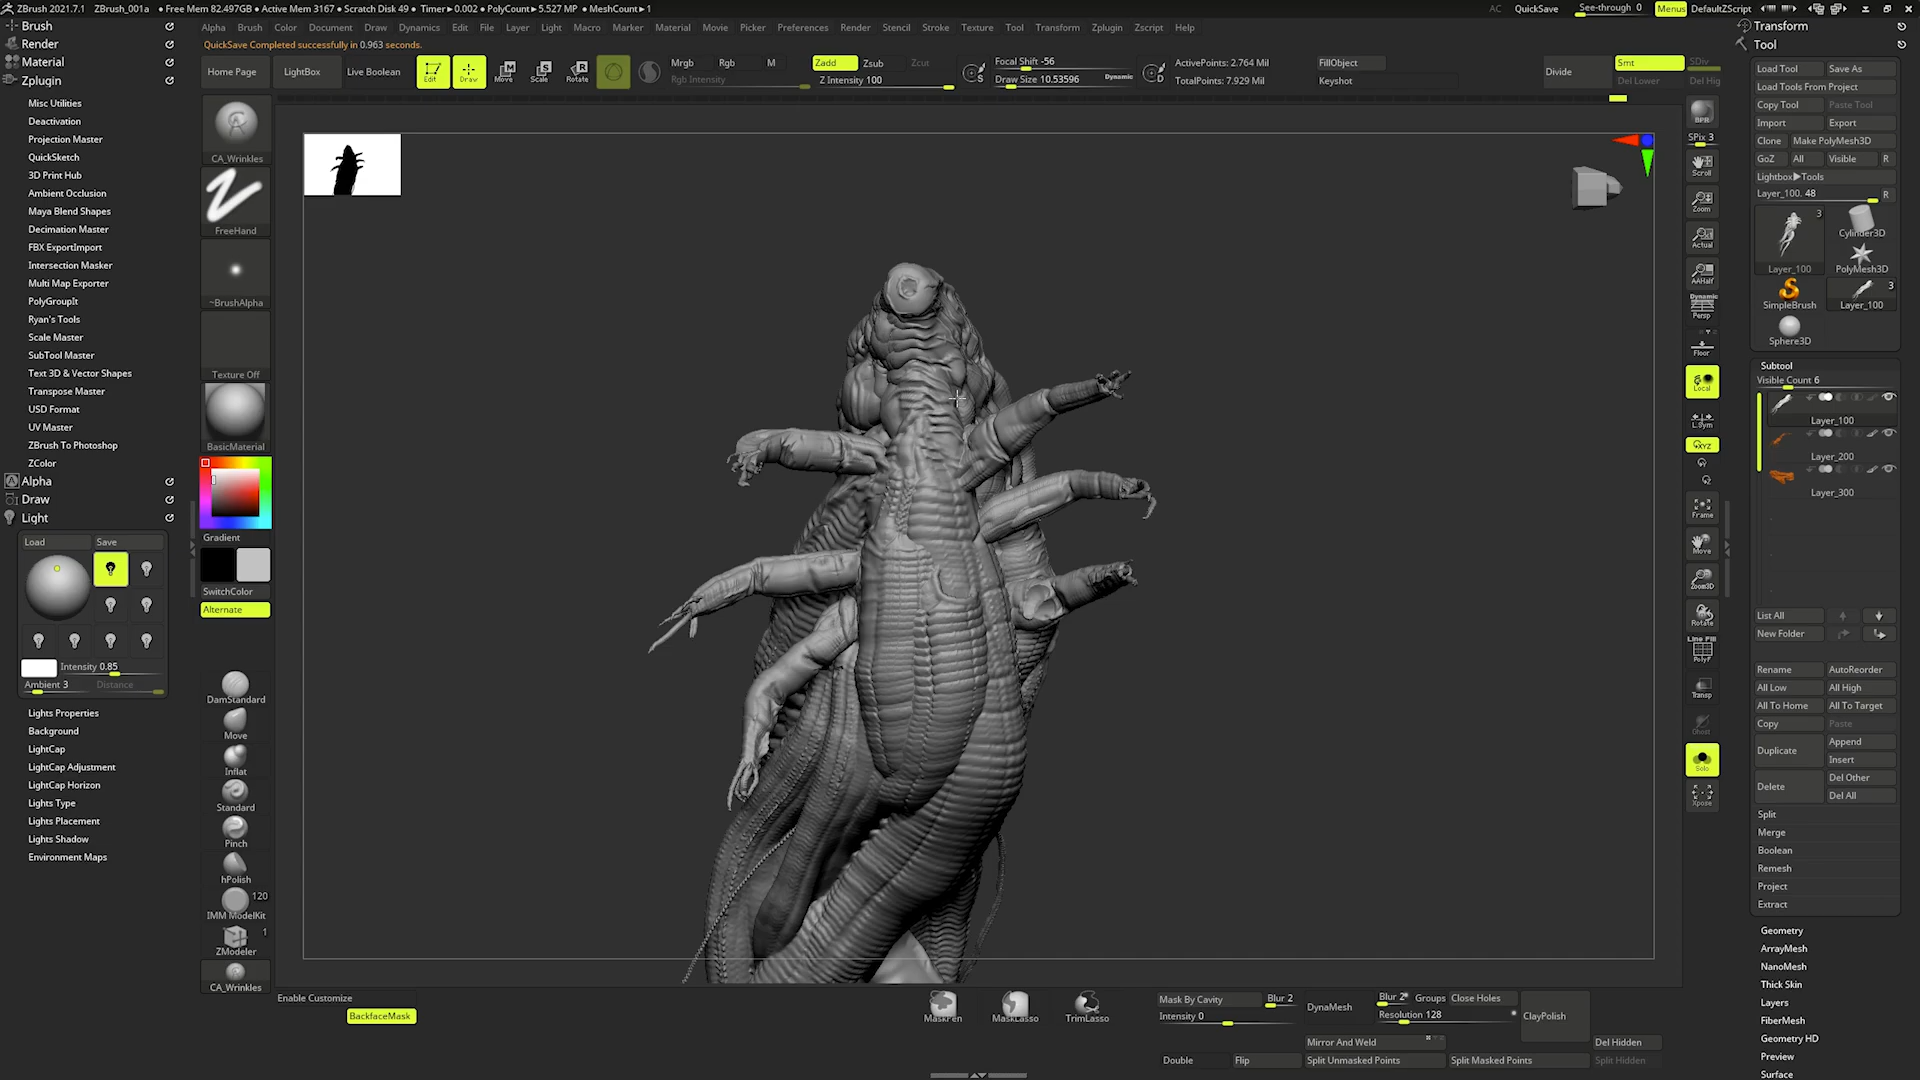 ZBrush 2021.7.1 ZBrush_001a • Free Mem 82.497GB • Active Mem 3167 • Scratch Disk 49 • Timer▸0.002 • PolyCount▸5.527 MP • MeshCount▸1 AC QuickSave See-through 0 Menus DefaultZScript
Alpha Brush Color Document Draw Dynamics Edit File Layer Light Macro Marker Material Movie Picker Preferences Render Stencil Stroke Texture Tool Transform Zplugin Zscript Help
QuickSave Completed successfully in 0.963 seconds.
Home Page LightBox Live Boolean Edit Draw Move Scale Rotate
Mrgb Rgb M
Rgb Intensity
Zadd Zsub Zcut
Z Intensity 100
Focal Shift -56
Draw Size 10.53596 Dynamic
ActivePoints: 2.764 Mil
TotalPoints: 7.929 Mil
FillObject
Keyshot
Divide
Smt SDiv
Del Lower Del Hig
Brush
Render
Material
Zplugin
Misc Utilities
Deactivation
Projection Master
QuickSketch
3D Print Hub
Ambient Occlusion
Maya Blend Shapes
Decimation Master
FBX ExportImport
Intersection Masker
Multi Map Exporter
PolyGroupIt
Ryan's Tools
Scale Master
SubTool Master
Text 3D & Vector Shapes
Transpose Master
USD Format
UV Master
ZBrush To Photoshop
ZColor
Alpha
Draw
Light
Load Save
Intensity 0.85
Ambient 3 Distance
Lights Properties
Background
LightCap
LightCap Adjustment
LightCap Horizon
Lights Type
Lights Placement
Lights Shadow
Environment Maps
CA_Wrinkles
FreeHand
~BrushAlpha
Texture Off
BasicMaterial
Gradient
SwitchColor
Alternate
DamStandard
Move
Inflat
Standard
Pinch
hPolish
120
IMM ModelKit
1
ZModeler
CA_Wrinkles
Enable Customize
BackfaceMask
MaskPen MaskLasso TrimLasso
Mask By Cavity Blur 2
Intensity 0
DynaMesh
Blur 2 Groups Close Holes
Resolution 128
ClayPolish
Mirror And Weld
Del Hidden
Double Flip Split Unmasked Points Split Masked Points Split Hidden
BPR
SPix 3
Scroll
Zoom
Actual
AAHalf
Dynamic
Persp
Floor
Local
L.Sym
XYZ
Frame
Move
Zoom3D
Rotate
Line Fill
PolyF
Transp
Ghost
Solo
Xpose
Transform
Tool
Load Tool Save As
Load Tools From Project
Copy Tool Paste Tool
Import Export
Clone Make PolyMesh3D
GoZ All Visible R
Lightbox▸Tools
Layer_100. 48 R
3
Layer_100
Cylinder3D
PolyMesh3D
SimpleBrush
3
Layer_100
Sphere3D
Subtool
Visible Count 6
Layer_100
Layer_200
Layer_300
List All
New Folder
Rename AutoReorder
All Low All High
All To Home All To Target
Copy Paste
Duplicate Append
Insert
Delete Del Other
Del All
Split
Merge
Boolean
Remesh
Project
Extract
Geometry
ArrayMesh
NanoMesh
Thick Skin
Layers
FiberMesh
Geometry HD
Preview
Surface